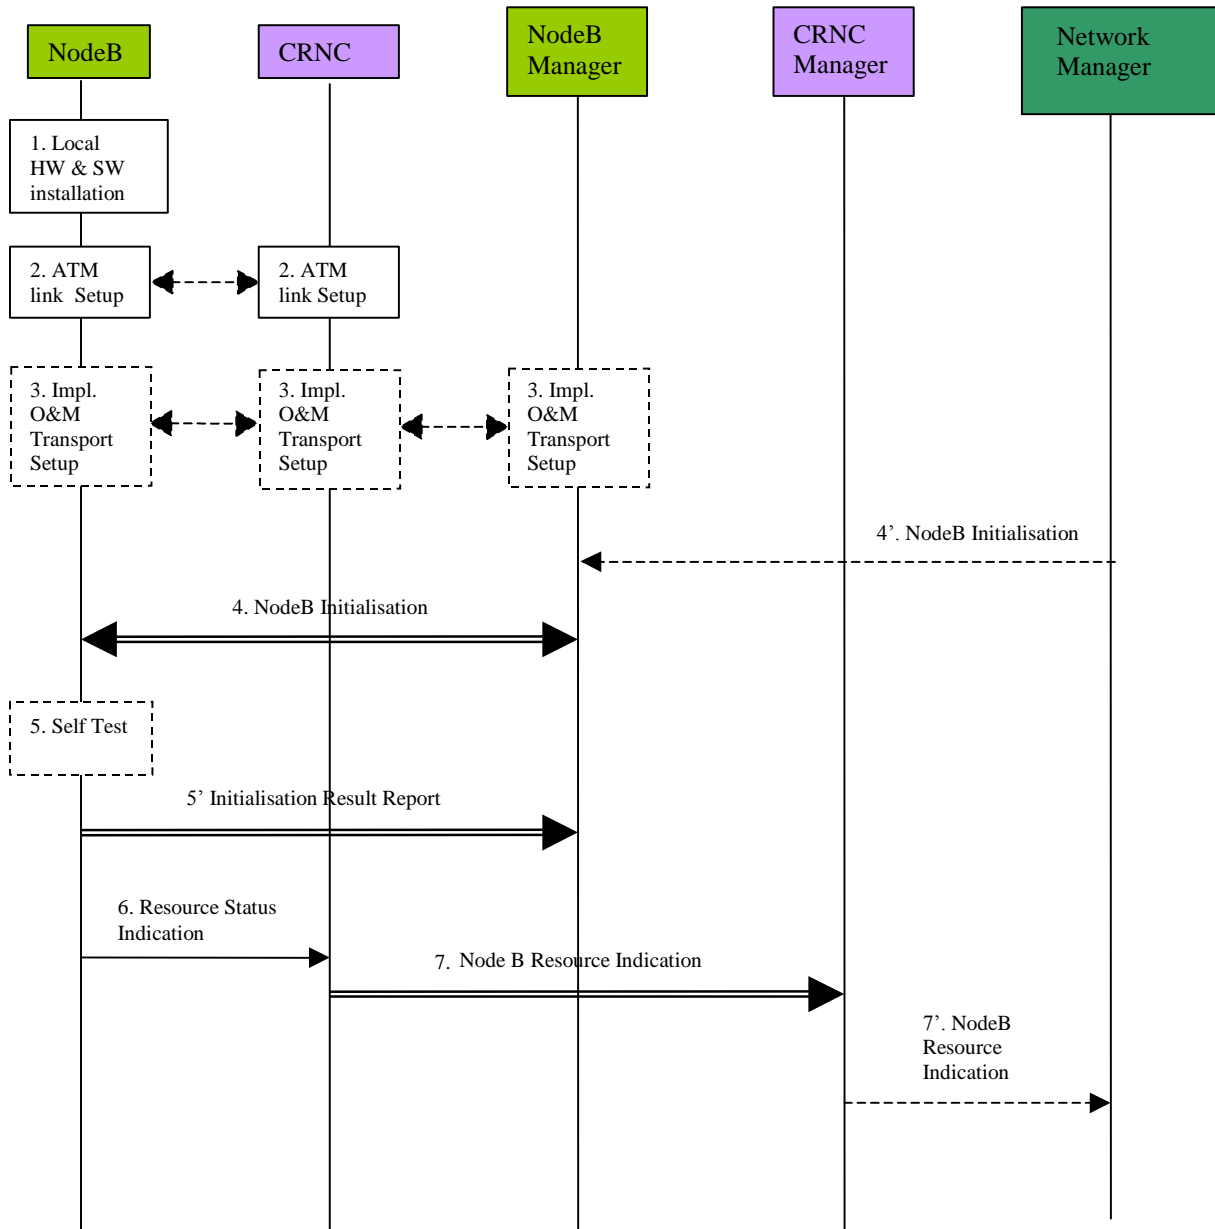 NodeB
CRNC
NodeB
Manager
CRNC
Manager
Network
Manager
1. Local
HW & SW
installation
2. ATM
link Setup
2. ATM
link Setup
3. Impl.
O&M
Transport
Setup
3. Impl.
O&M
Transport
Setup
3. Impl.
O&M
Transport
Setup
4’. NodeB Initialisation
4. NodeB Initialisation
5. Self Test
5’ Initialisation Result Report
6. Resource Status
Indication
7. Node B Resource Indication
7’. NodeB
Resource
Indication